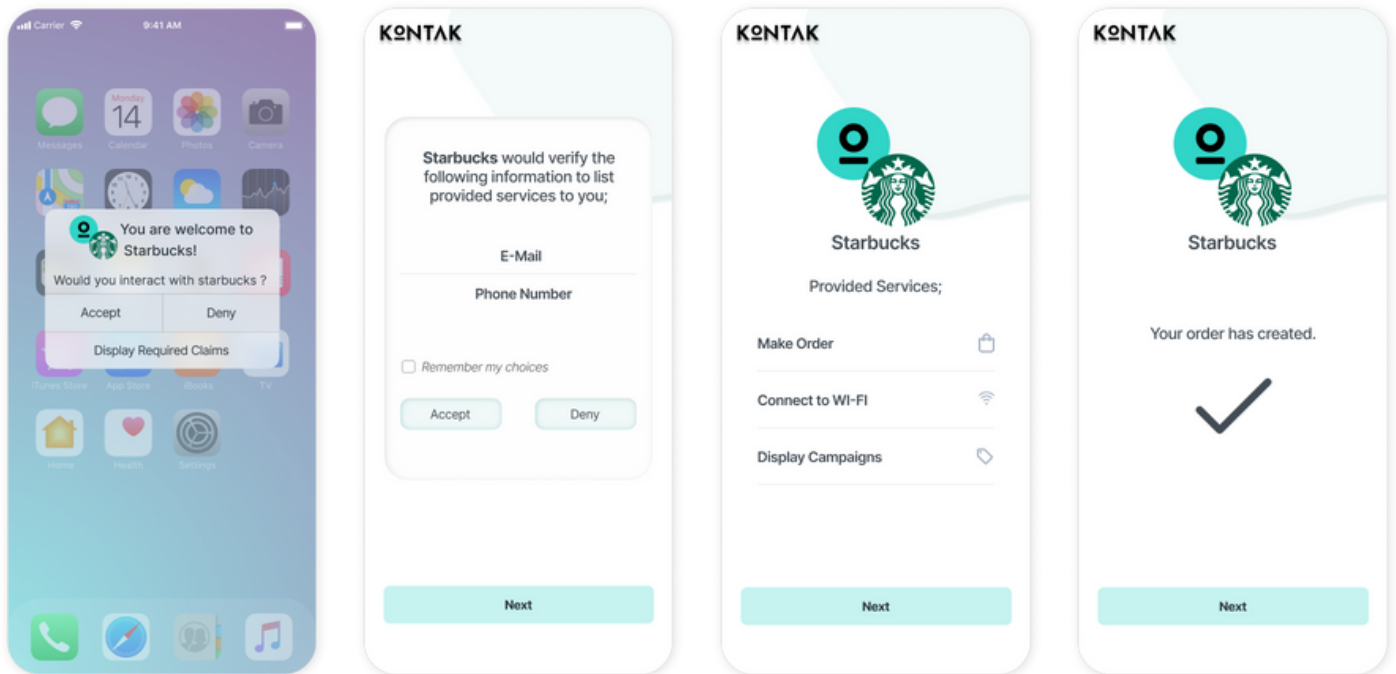 Carrier
9:41 AM
Monday
14
Messages
Calendar
Photos
Camera
You are welcome to
Starbucks!
Would you interact with starbucks ?
Accept
Deny
Display Required Claims
iTunes Store
App Store
iBooks
TV
Home
Health
Settings
KONTAK
Starbucks would verify the
following information to list
provided services to you;
E-Mail
Phone Number
Remember my choices
Accept
Deny
Next
KONTAK
Starbucks
Provided Services;
Make Order
Connect to WI-FI
Display Campaigns
Next
KONTAK
Starbucks
Your order has created.
Next